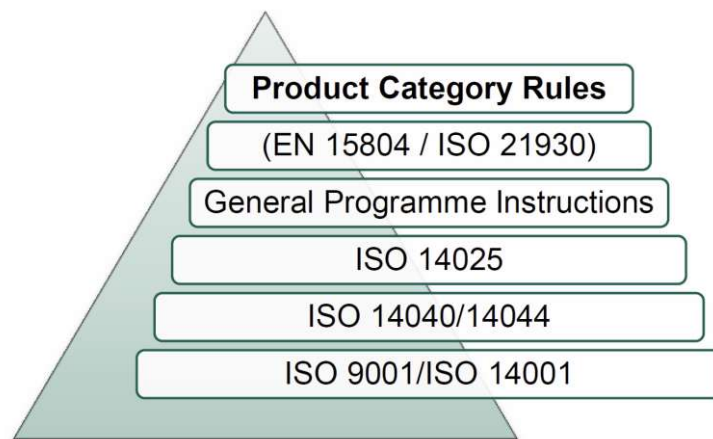 Product Category Rules
(EN 15804 / ISO 21930)
General Programme Instructions
ISO 14025
ISO 14040/14044
ISO 9001/ISO 14001